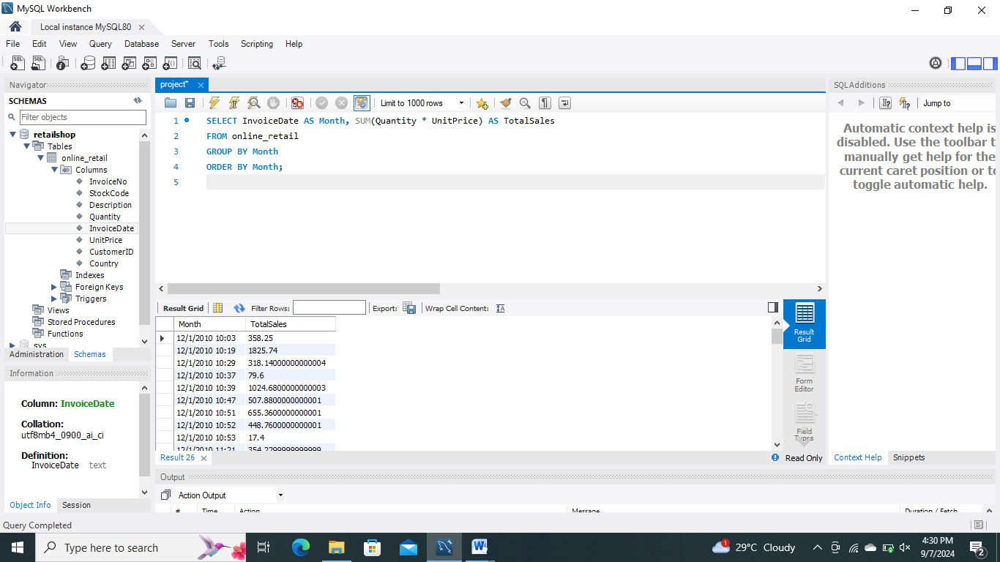 MySQL Workbench
Local instance MySQL80
File Edit View Query Database Server Tools Scripting Help
Navigator
SCHEMAS
Filter objects
retailshop
Tables
online_retail
Columns
InvoiceNo
StockCode
Description
Quantity
InvoiceDate
UnitPrice
CustomerID
Country
Indexes
Foreign Keys
Triggers
Views
Stored Procedures
Functions
sys
Administration Schemas
Information
Column: InvoiceDate
Collation:
utf8mb4_0900_ai_ci
Definition:
InvoiceDate text
Object Info Session
project*
Limit to 1000 rows
1 SELECT InvoiceDate AS Month, SUM(Quantity * UnitPrice) AS TotalSales
2 FROM online_retail
3 GROUP BY Month
4 ORDER BY Month;
5
Result Grid Filter Rows: Export: Wrap Cell Content:
Month TotalSales
12/1/2010 10:03 358.25
12/1/2010 10:19 1825.74
12/1/2010 10:29 318.14000000000004
12/1/2010 10:37 79.6
12/1/2010 10:39 1024.6800000000003
12/1/2010 10:47 507.8800000000001
12/1/2010 10:51 655.3600000000001
12/1/2010 10:52 448.7600000000001
12/1/2010 10:53 17.4
12/1/2010 11:21 354.2299999999999
Result Grid
Form Editor
Field Types
Result 26
Read Only
SQLAdditions
Jump to
Automatic context help is
disabled. Use the toolbar t
manually get help for the
current caret position or to
toggle automatic help.
Context Help Snippets
Output
Action Output
# Time Action Message Duration / Fetch
Query Completed
Type here to search
1
29°C Cloudy
4:30 PM
9/7/2024
2